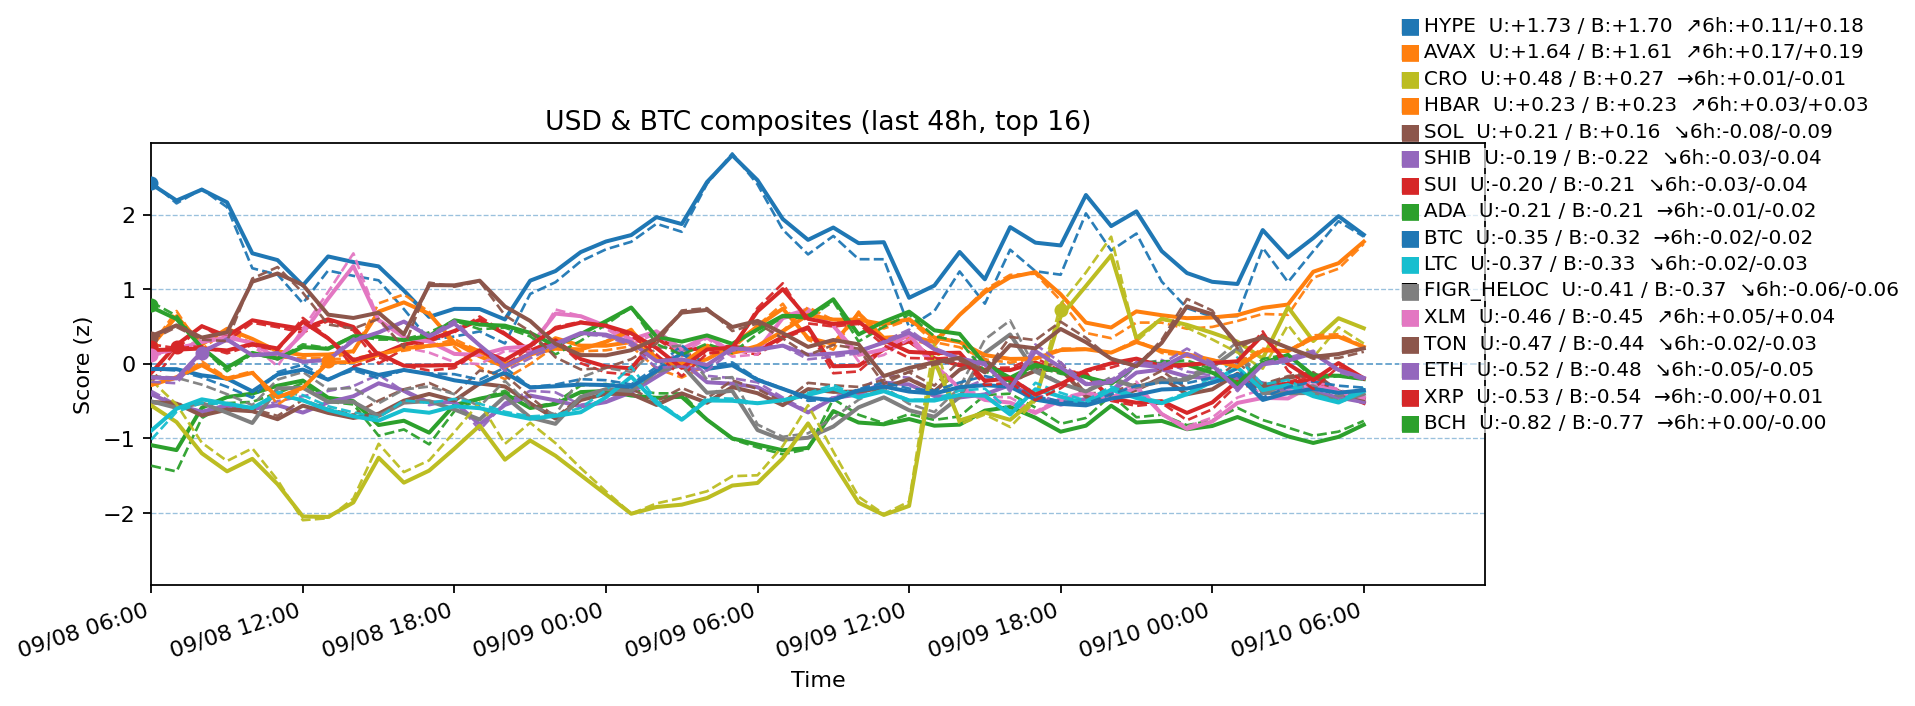 HYPE  U:+1.73 / B:+1.70  ↗6h:+0.11/+0.18
AVAX  U:+1.64 / B:+1.61  ↗6h:+0.17/+0.19
CRO  U:+0.48 / B:+0.27  →6h:+0.01/-0.01
HBAR  U:+0.23 / B:+0.23  ↗6h:+0.03/+0.03
SOL  U:+0.21 / B:+0.16  ↘6h:-0.08/-0.09
SHIB  U:-0.19 / B:-0.22  ↘6h:-0.03/-0.04
SUI  U:-0.20 / B:-0.21  ↘6h:-0.03/-0.04
ADA  U:-0.21 / B:-0.21  →6h:-0.01/-0.02
BTC  U:-0.35 / B:-0.32  →6h:-0.02/-0.02
LTC  U:-0.37 / B:-0.33  ↘6h:-0.02/-0.03
FIGR_HELOC  U:-0.41 / B:-0.37  ↘6h:-0.06/-0.06
XLM  U:-0.46 / B:-0.45  ↗6h:+0.05/+0.04
TON  U:-0.47 / B:-0.44  ↘6h:-0.02/-0.03
ETH  U:-0.52 / B:-0.48  ↘6h:-0.05/-0.05
XRP  U:-0.53 / B:-0.54  →6h:-0.00/+0.01
BCH  U:-0.82 / B:-0.77  →6h:+0.00/-0.00
USD & BTC composites (last 48h, top 16)
Score (z)
2
1
0
−1
−2
09/08 06:00
09/08 12:00
09/08 18:00
09/09 00:00
09/09 06:00
09/09 12:00
09/09 18:00
09/10 00:00
09/10 06:00
Time